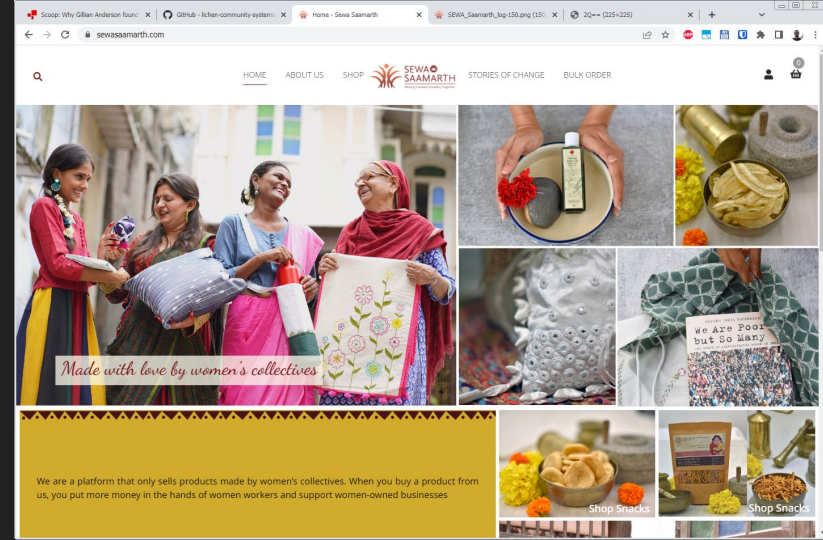 Scoop: Why Gillian Anderson found
GitHub - lichen-community-systems
Home - Sewa Saamarth
SEWA_Saamarth_log-150.png (150
2Q== (225×225)
sewasaamarth.com
ABP
0
HOME
ABOUT US
SHOP
SEWA
SAAMARTH
STORIES OF CHANGE
BULK ORDER
We Are Poor
but So Many
Made with love by women's collectives
We are a platform that only sells products made by women's collectives. When you buy a product from
us, you put more money in the hands of women workers and support women-owned businesses
Shop Snacks
Shop Snacks